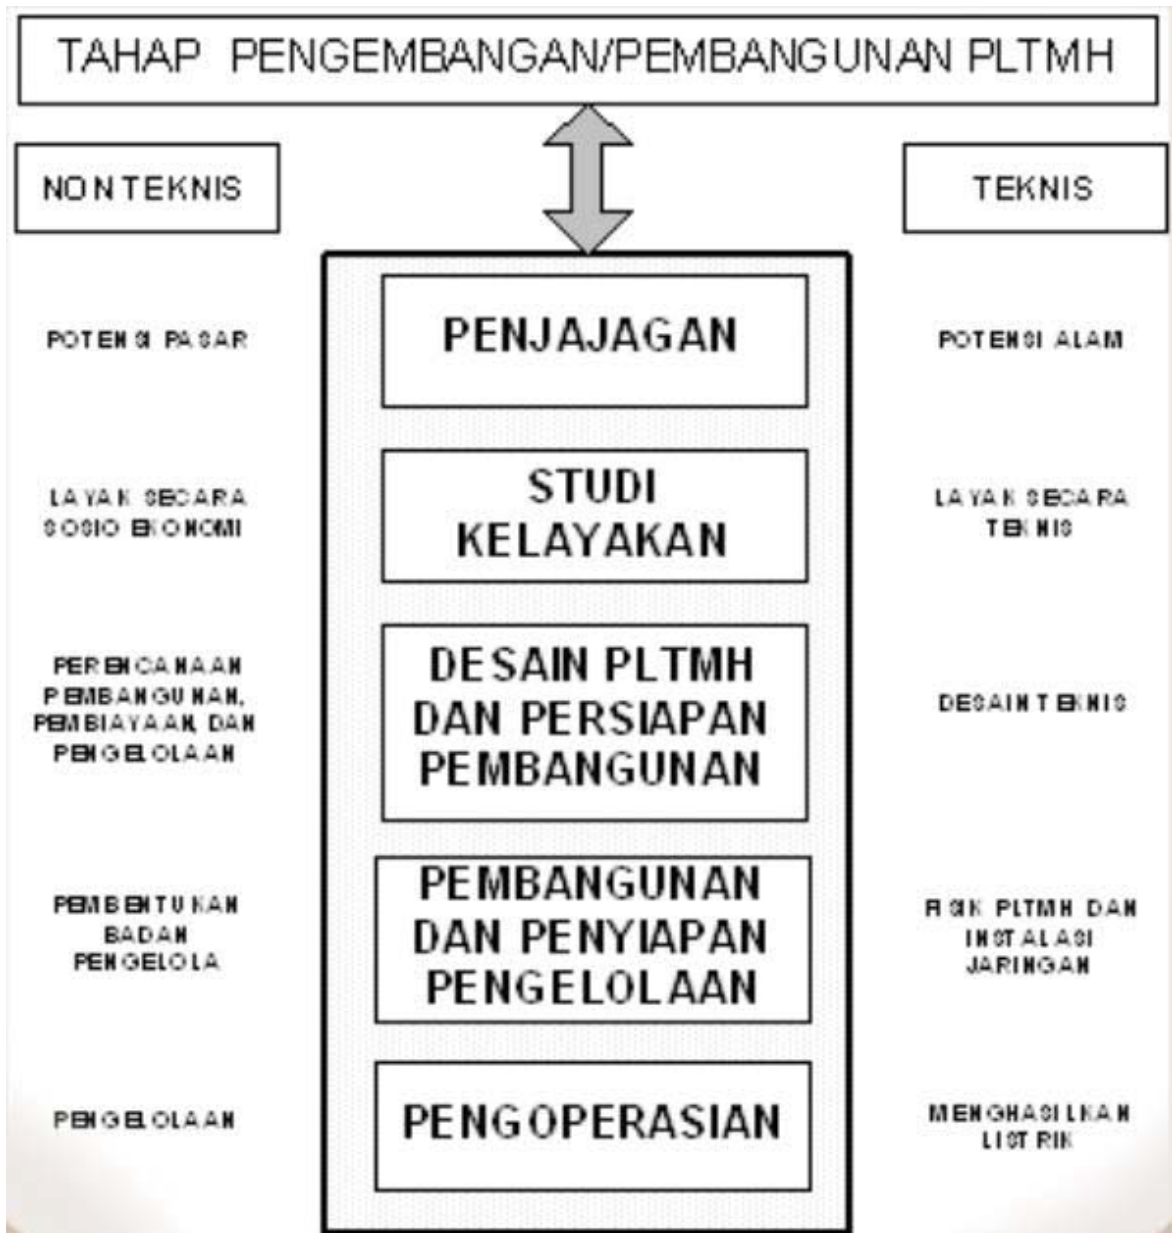 TAHAP PENGEMBANGAN/PEMBANGUNAN PLTMH
NON TEKNIS
TEKNIS
POTENSI PASAR
PENJAJAGAN
POTENSI ALAM
LAYAK SECARA
SOSIO EKONOMI
STUDI
KELAYAKAN
LAYAK SECARA
TEKNIS
PERENCANAAN
PEMBANGUNAN,
PEMBIAYAAN, DAN
PENGELOLAAN
DESAIN PLTMH
DAN PERSIAPAN
PEMBANGUNAN
DESAIN TEKNIS
PEMBENTUKAN
BADAN
PENGELOLA
PEMBANGUNAN
DAN PENYIAPAN
PENGELOLAAN
FISIK PLTMH DAN
INSTALASI
JARINGAN
PENGELOLAAN
PENGOPERASIAN
MENGHASILKAN
LISTRIK